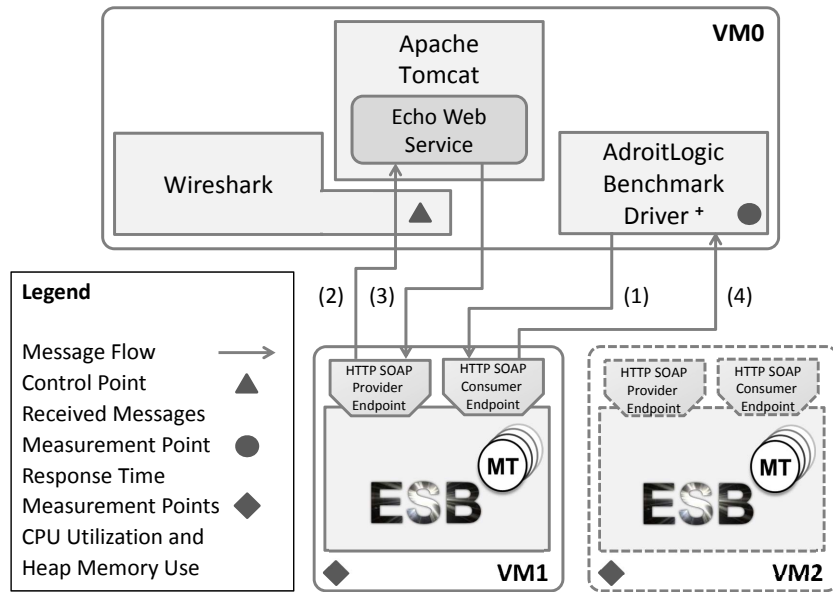 VM0
Apache
Tomcat
Echo Web
Service
Wireshark
AdroitLogic
Benchmark
Driver +
(2)
(3)
(1)
(4)
Legend
Message Flow
Control Point
Received Messages
Measurement Point
Response Time
Measurement Points
CPU Utilization and
Heap Memory Use
HTTP SOAP
Provider
Endpoint
HTTP SOAP
Consumer
Endpoint
MT
ESB
VM1
HTTP SOAP
Provider
Endpoint
HTTP SOAP
Consumer
Endpoint
MT
ESB
VM2